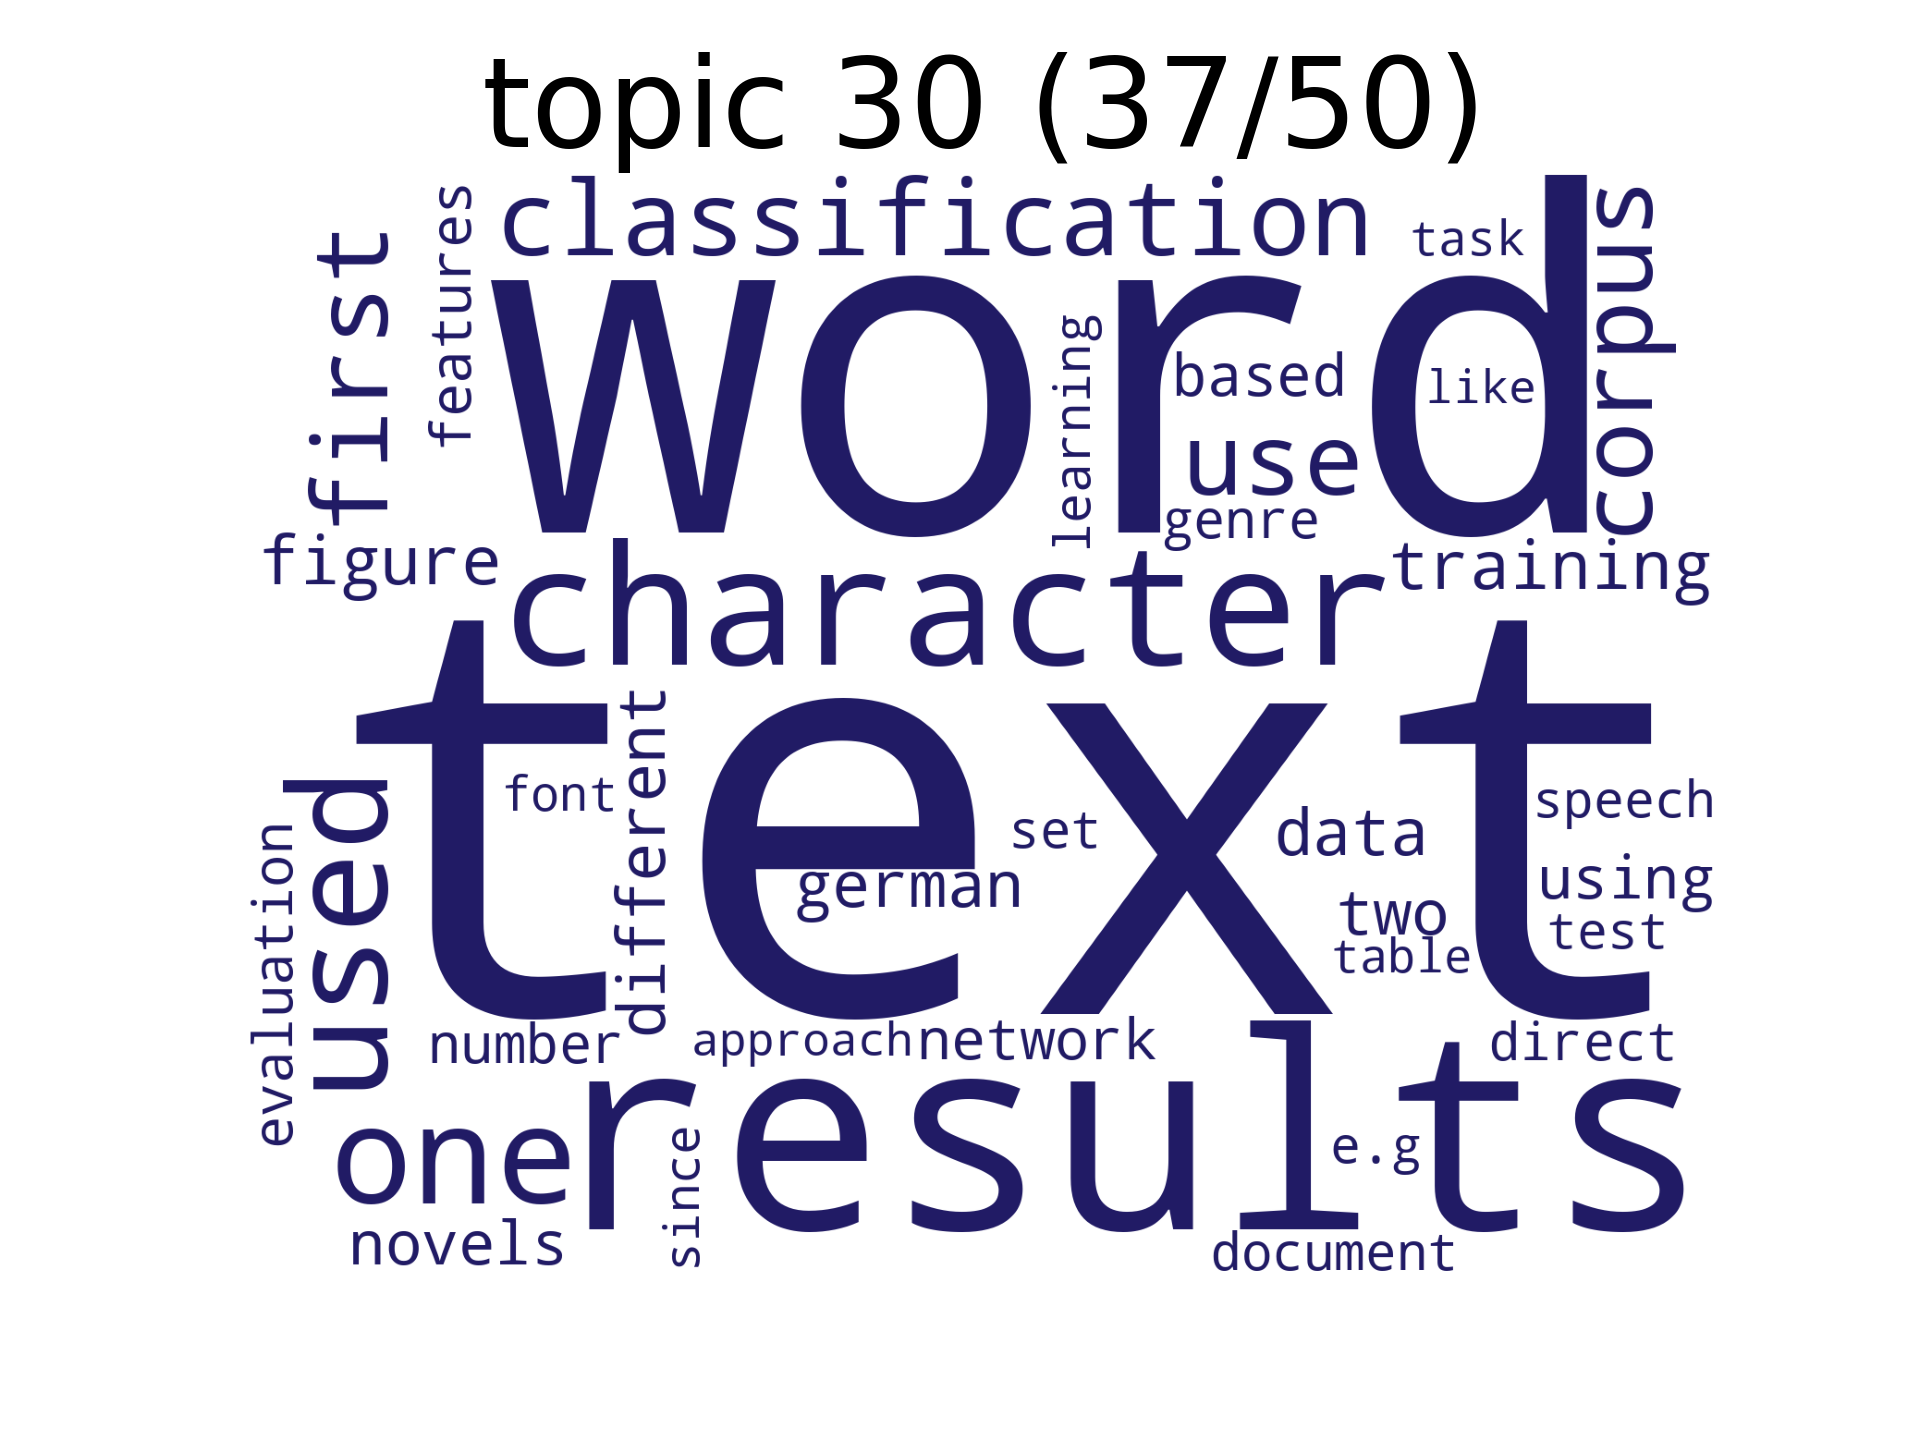 topic 30 (37/50)
classification
task
features
first
word
corpus
learning
based
like
use
genre
figure
character
training
text
different
font
used
evaluation
set
data
speech
german
using
two
test
table
number
approach
network
direct
results
one
since
e.g
novels
document